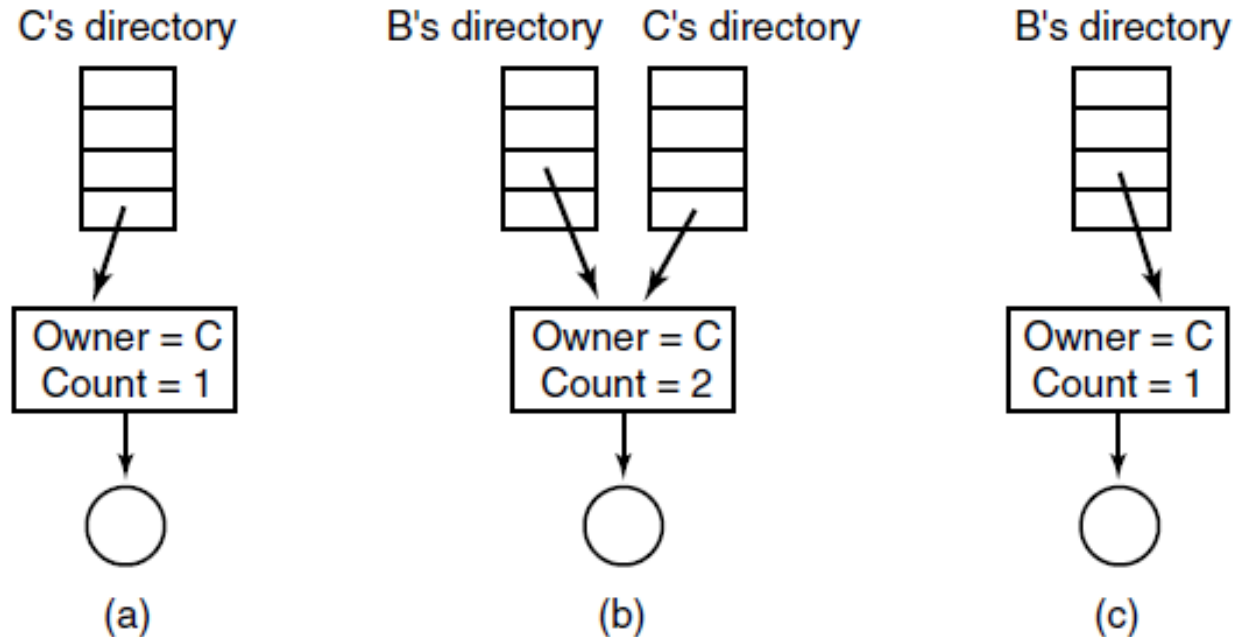 C's directory
B's directory
C's directory
B's directory
Owner = C
Count = 1
Owner = C
Count = 2
Owner = C
Count = 1
(a)
(b)
(c)